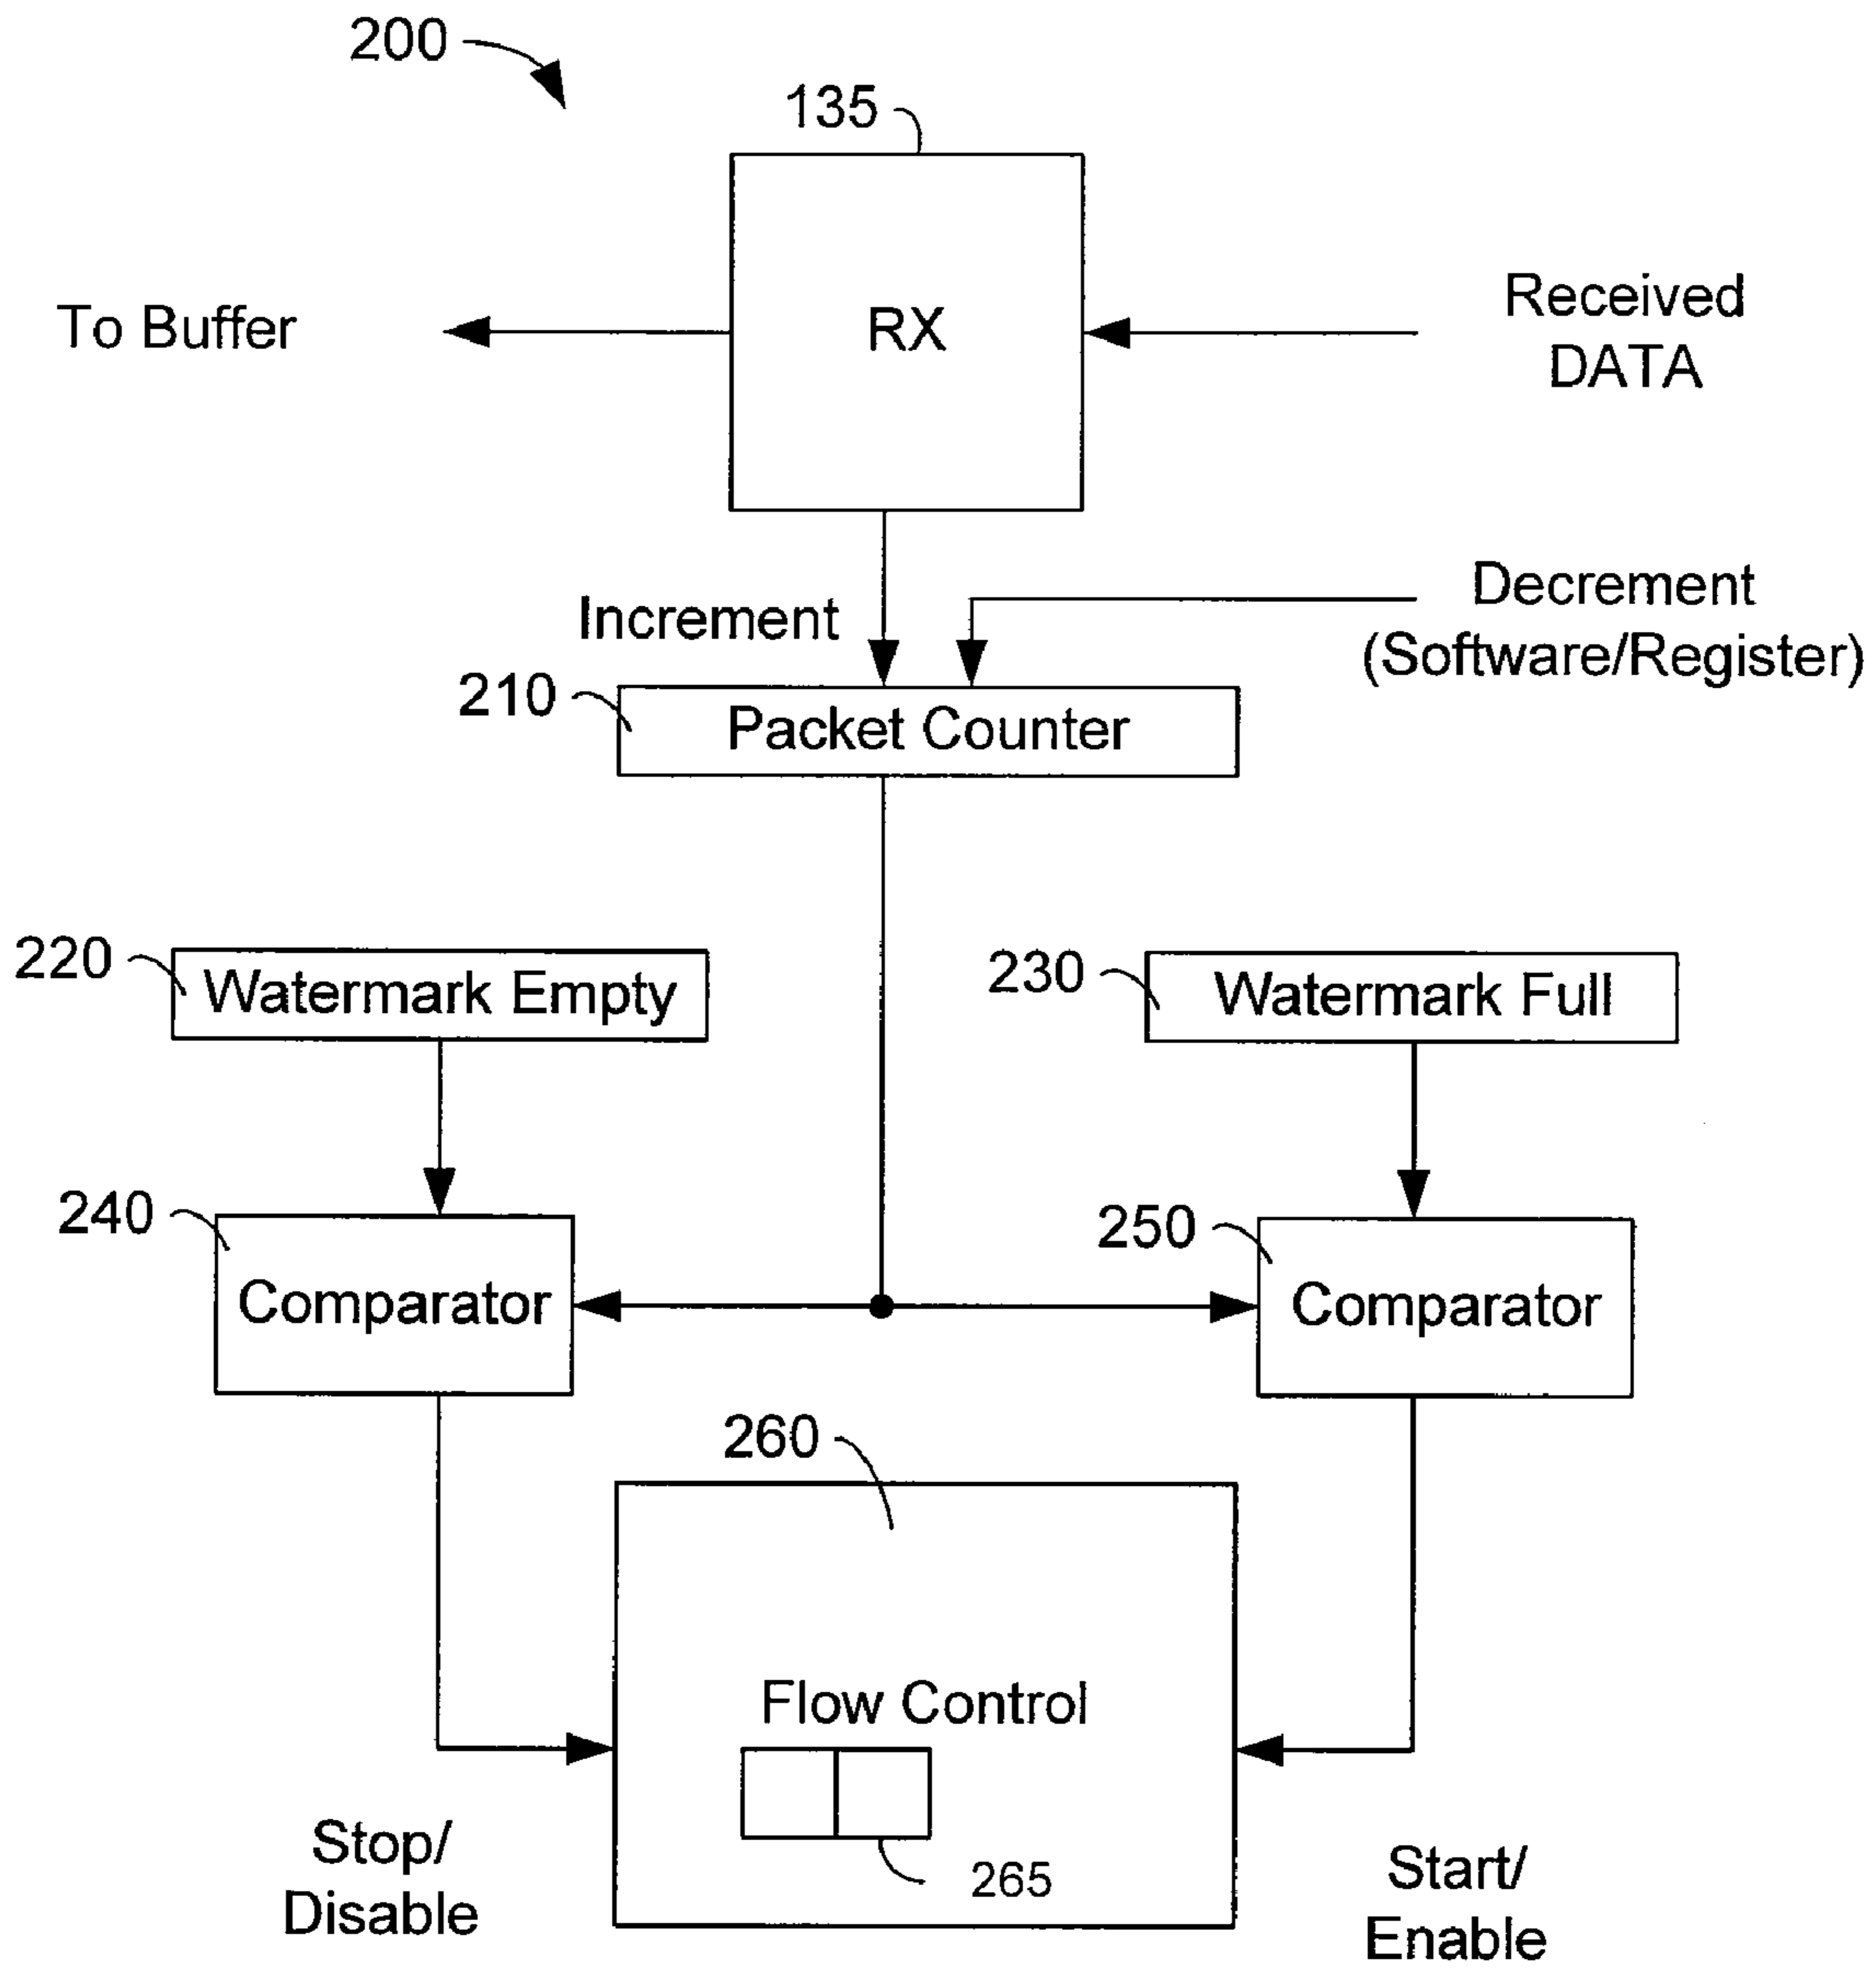 200
135
To Buffer
RX
Received
DATA
Increment
Decrement
(Software/Register)
210
Packet Counter
220
Watermark Empty
230
Watermark Full
240
Comparator
250
Comparator
260
Flow Control
265
Stop/
Disable
Start/
Enable